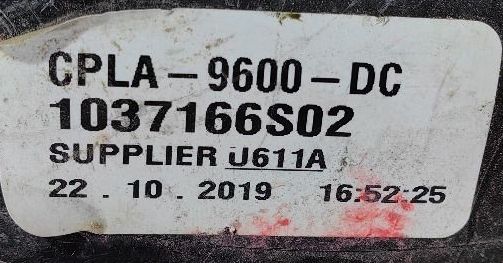 CPLA-9600-DC
1037166S02
SUPPLIER U611A
22 . 10 . 2019 16:52:25